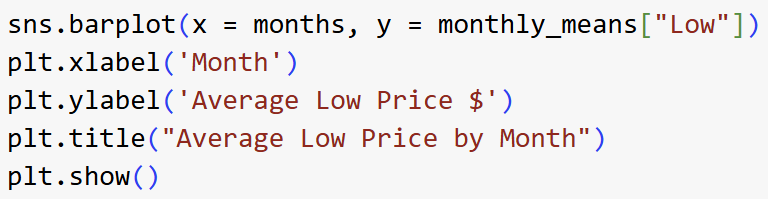 sns.barplot(x = months, y = monthly_means["Low"])
plt.xlabel('Month')
plt.ylabel('Average Low Price $')
plt.title("Average Low Price by Month")
plt.show()